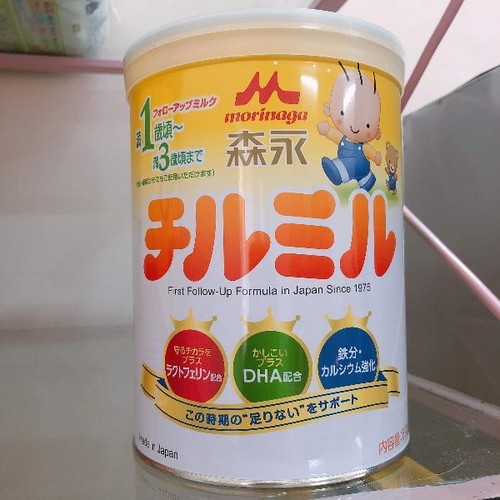 フォローアップミルク
満1歳頃~
満3歳頃まで
morinaga
森永
チルミル
First Follow-Up Formula in Japan Since 1975
守るチカラを
プラス
ラクトフェリン配合
かしこい
プラス
DHA配合
鉄分・
カルシウム強化
この時期の"足りない"をサポート
Made in Japan
内容量:8